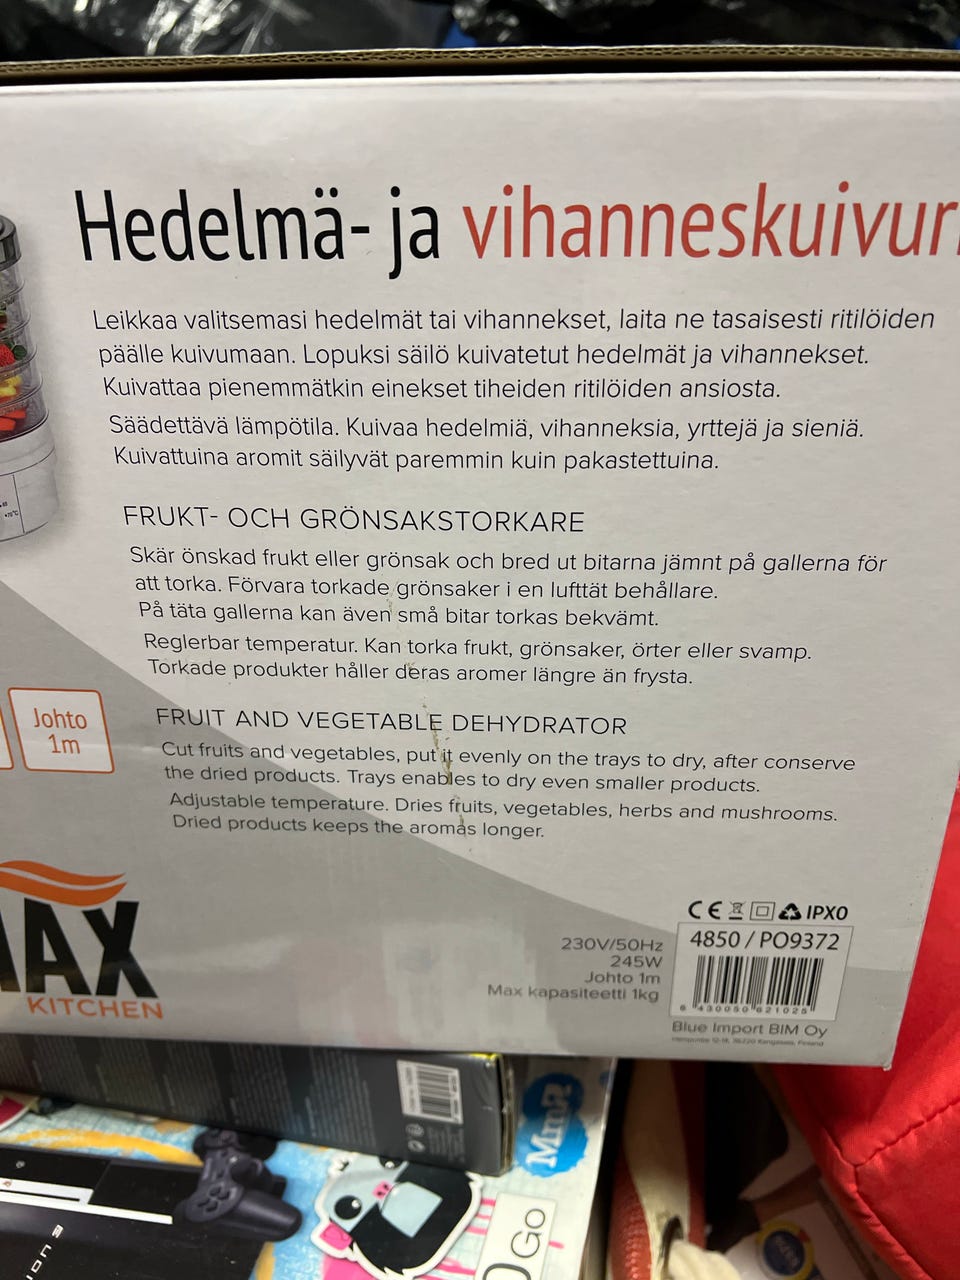 Hedelmä- ja vihanneskuivuri
Leikkaa valitsemasi hedelmät tai vihannekset, laita ne tasaisesti ritilöiden
päälle kuivumaan. Lopuksi säilö kuivatetut hedelmät ja vihannekset.
Kuivattaa pienemmätkin einekset tiheiden ritilöiden ansiosta.
Säädettävä lämpötila. Kuivaa hedelmiä, vihanneksia, yrttejä ja sieniä.
Kuivattuina aromit säilyvät paremmin kuin pakastettuina.
FRUKT- OCH GRÖNSAKSTORKARE
Skär önskad frukt eller grönsak och bred ut bitarna jämnt på gallerna för
att torka. Förvara torkade grönsaker i en lufttät behållare.
På täta gallerna kan även små bitar torkas bekvämt.
Reglerbar temperatur. Kan torka frukt, grönsaker, örter eller svamp.
Torkade produkter håller deras aromer längre än frysta.
Johto
1m
FRUIT AND VEGETABLE DEHYDRATOR
Cut fruits and vegetables, put it evenly on the trays to dry, after conserve
the dried products. Trays enables to dry even smaller products.
Adjustable temperature. Dries fruits, vegetables, herbs and mushrooms.
Dried products keeps the aromas longer.
AX
KITCHEN
CE IPX0
230V/50Hz
245W
Johto 1m
Max kapasiteetti 1kg
4850 / PO9372
6 430050 621025
Blue Import BIM Oy
Go